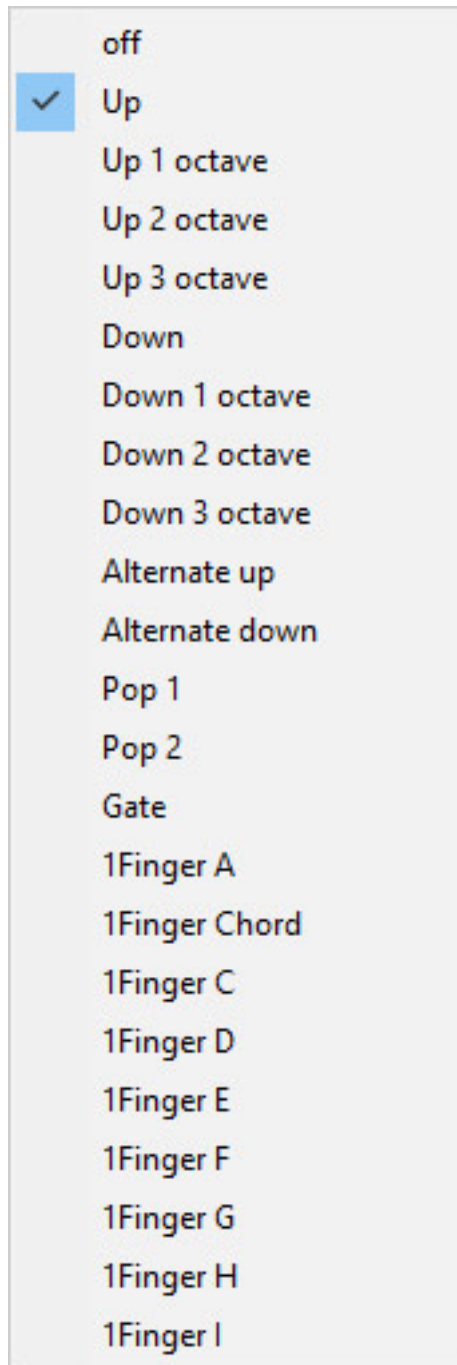 off
Up
Up 1 octave
Up 2 octave
Up 3 octave
Down
Down 1 octave
Down 2 octave
Down 3 octave
Alternate up
Alternate down
Pop 1
Pop 2
Gate
1Finger A
1Finger Chord
1Finger C
1Finger D
1Finger E
1Finger F
1Finger G
1Finger H
1Finger I